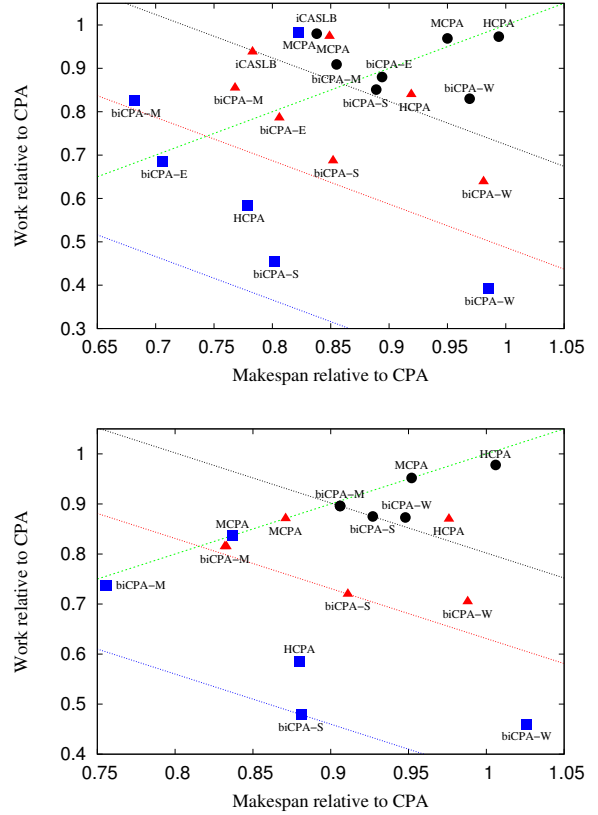 1
0.9
0.8
0.7
0.6
0.5
0.4
0.3
Work relative to CPA
iCASLB
MCPA
MCPA
MCPA
HCPA
iCASLB
biCPA-E
biCPA-M
biCPA-M
biCPA-S
HCPA
biCPA-W
biCPA-M
biCPA-E
biCPA-E
biCPA-S
biCPA-W
HCPA
biCPA-S
biCPA-W
0.65 0.7 0.75 0.8 0.85 0.9 0.95 1 1.05
Makespan relative to CPA
1
0.9
0.8
0.7
0.6
0.5
0.4
Work relative to CPA
HCPA
MCPA
biCPA-M
biCPA-W
biCPA-S
MCPA
MCPA
HCPA
biCPA-M
biCPA-M
biCPA-S
biCPA-W
HCPA
biCPA-S
biCPA-W
0.75 0.8 0.85 0.9 0.95 1 1.05
Makespan relative to CPA